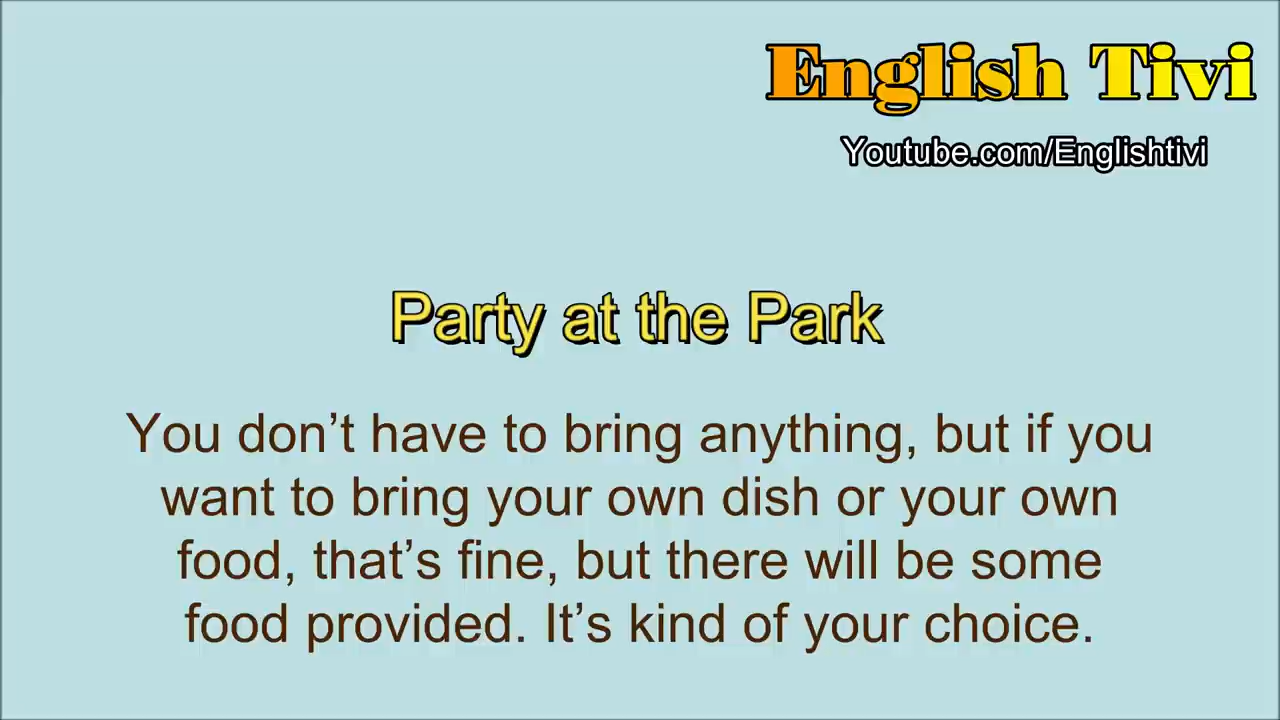 English Tivi
Youtube.com/Englishtivi
Party at the Park
You don’t have to bring anything, but if you
want to bring your own dish or your own
food, that’s fine, but there will be some
food provided. It’s kind of your choice.